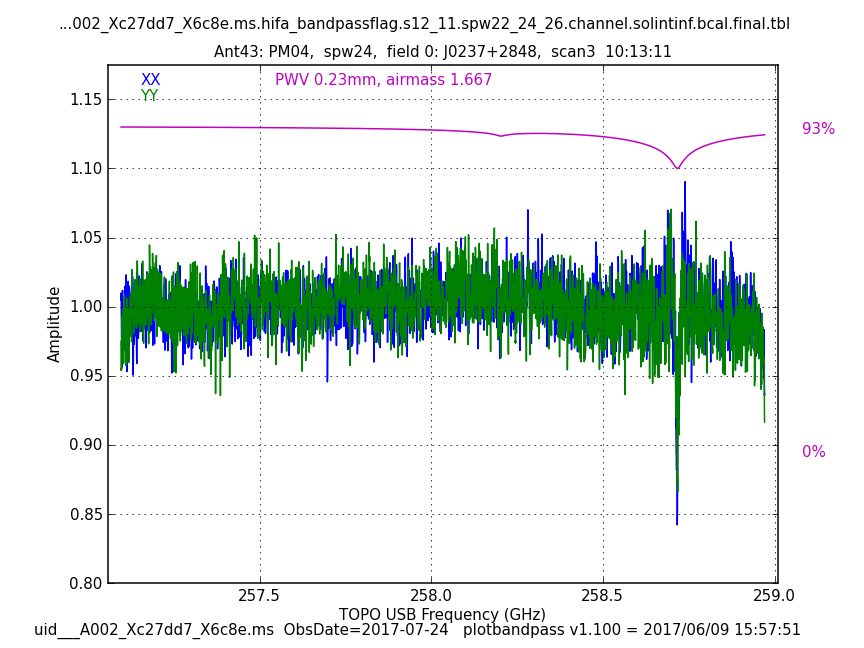 ...002_Xc27dd7_X6c8e.ms.hifa_bandpassflag.s12_11.spw22_24_26.channel.solintinf.bcal.final.tbl
Ant43: PM04,  spw24,  field 0: J0237+2848,  scan3  10:13:11
XX
PWV 0.23mm, airmass 1.667
YY
1.15
93%
1.10
1.05
1.00
Amplitude
0.95
0.90
0%
0.85
0.80
257.5
258.0
258.5
259.0
TOPO USB Frequency (GHz)
uid___A002_Xc27dd7_X6c8e.ms  ObsDate=2017-07-24   plotbandpass v1.100 = 2017/06/09 15:57:51